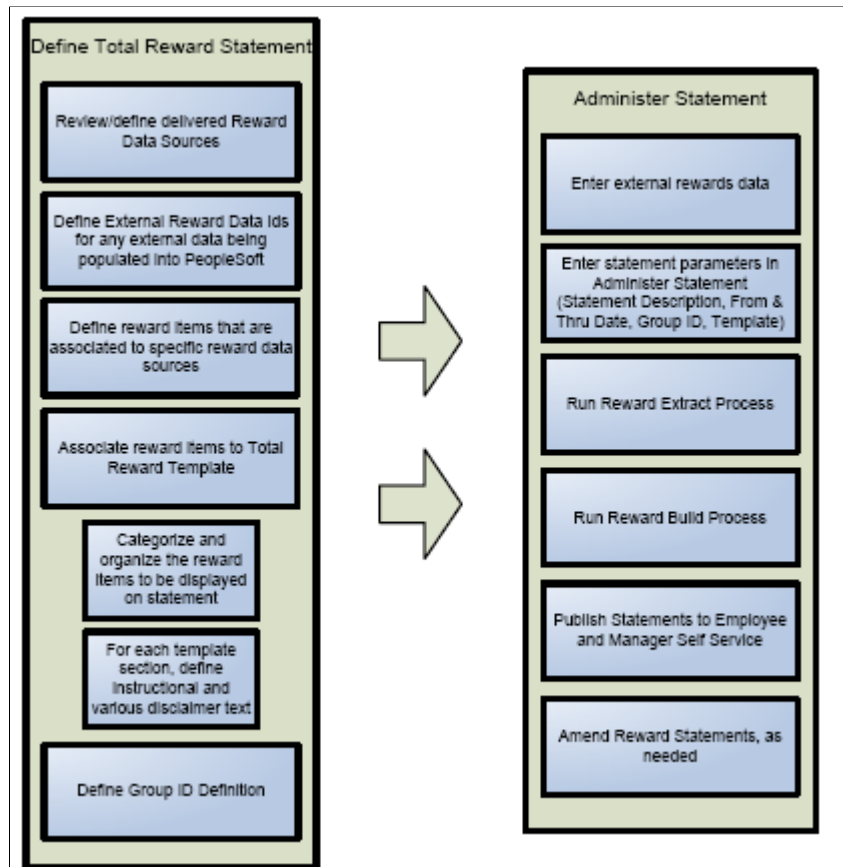 Define Total Reward Statement
Review/define delivered Reward
Data Sources
Define External Reward Data Ids
for any external data being
populated into PeopleSoft
Define reward items that are
associated to specific reward data
sources
Associate reward items to Total
Reward Template
Categorize and
organize the reward
items to be displayed
on statement
For each template
section, define
instructional and
various disclaimer text
Define Group ID Definition
Administer Statement
Enter external rewards data
Enter statement parameters in
Administer Statement
(Statement Description, From &
Thru Date, Group ID, Template)
Run Reward Extract Process
Run Reward Build Process
Publish Statements to Employee
and Manager Self Service
Amend Reward Statements, as
needed